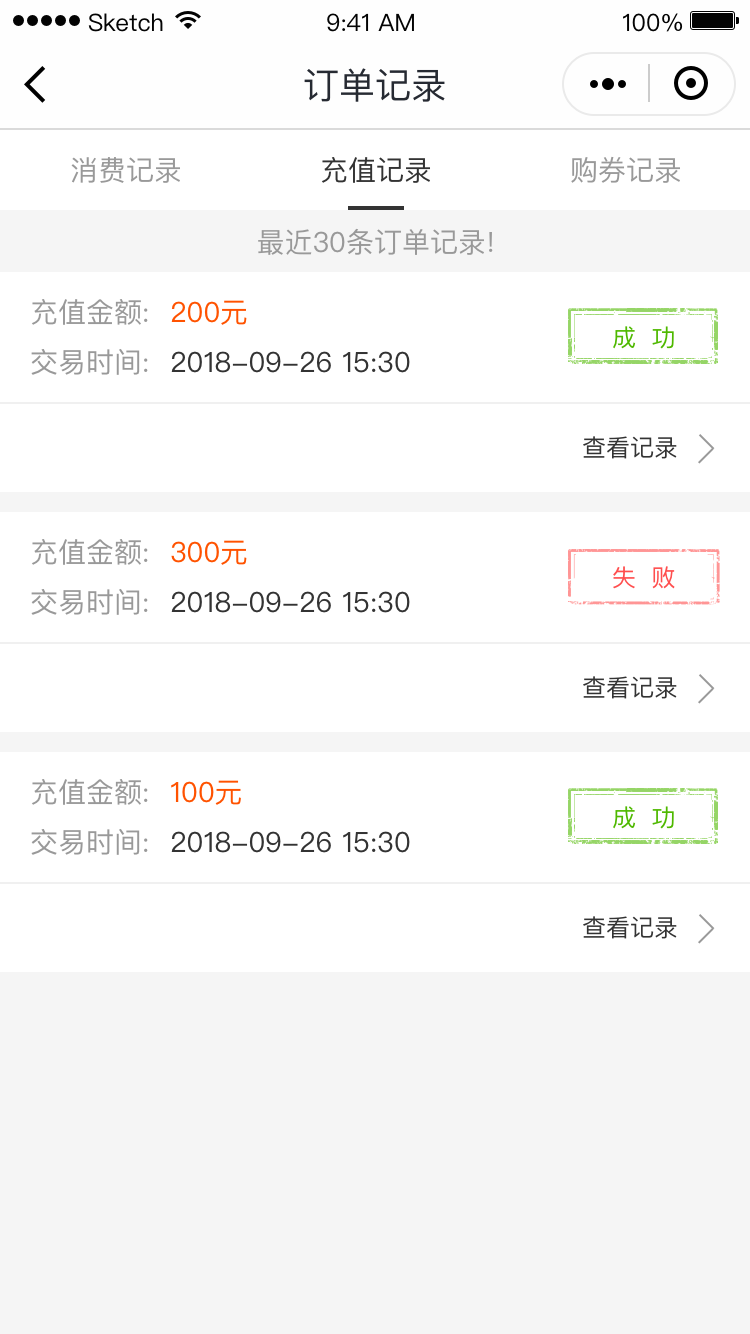 Sketch 9:41 AM 100%
订单记录
消费记录 充值记录 购券记录
最近30条订单记录!
充值金额: 200元
成功
交易时间: 2018-09-26 15:30
查看记录
充值金额: 300元
失败
交易时间: 2018-09-26 15:30
查看记录
充值金额: 100元
成功
交易时间: 2018-09-26 15:30
查看记录